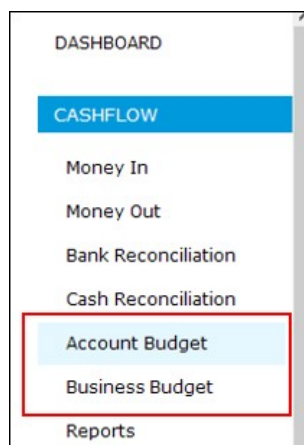 DASHBOARD
CASHFLOW
Money In
Money Out
Bank Reconciliation
Cash Reconciliation
Account Budget
Business Budget
Reports